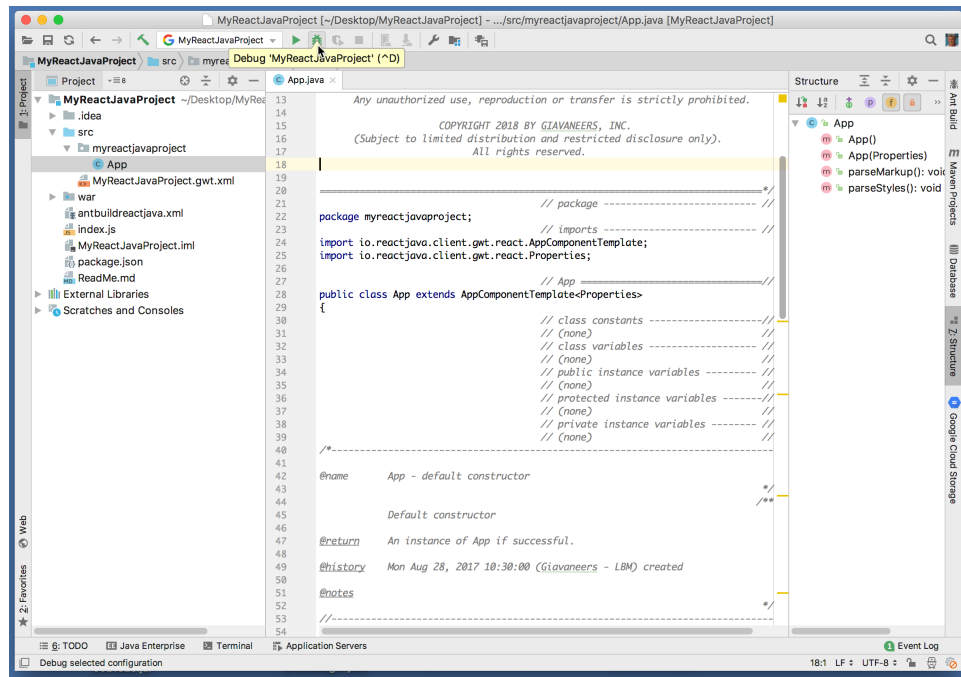 MyReactJavaProject [~/Desktop/MyReactJavaProject] - .../src/myreactjavaproject/App.java [MyReactJavaProject]
MyReactJavaProject
MyReactJavaProject src myrea
Debug 'MyReactJavaProject' (^D)
Project
App.java
Structure
1: Project
MyReactJavaProject ~/Desktop/MyRea
.idea
src
myreactjavaproject
App
MyReactJavaProject.gwt.xml
war
antbuildreactjava.xml
index.js
MyReactJavaProject.iml
package.json
ReadMe.md
External Libraries
Scratches and Consoles
Web
2: Favorites
13 Any unauthorized use, reproduction or transfer is strictly prohibited.
14
15 COPYRIGHT 2018 BY GIAVANEERS, INC.
16 (Subject to limited distribution and restricted disclosure only).
17 All rights reserved.
18
19
20 ==============================================================*/
21 // package --------------------------- //
22 package myreactjavaproject;
23 // imports --------------------------- //
24 import io.reactjava.client.gwt.react.AppComponentTemplate;
25 import io.reactjava.client.gwt.react.Properties;
26
27 // App ===============================//
28 public class App extends AppComponentTemplate<Properties>
29 {
30 // class constants --------------------//
31 // (none) //
32 // class variables ------------------- //
33 // (none) //
34 // public instance variables --------- //
35 // (none) //
36 // protected instance variables -------//
37 // (none) //
38 // private instance variables -------- //
39 // (none) //
40 /*------------------------------------------------------------------
41
42 @name App - default constructor
43 */
44 /**
45 Default constructor
46
47 @return An instance of App if successful.
48
49 @history Mon Aug 28, 2017 10:30:00 (Giavaneers - LBM) created
50
51 @notes
52 */
53 //------------------------------------------------------------------
54
App
App()
App(Properties)
parseMarkup(): void
parseStyles(): void
Ant Build
Maven Projects
Database
Z: Structure
Google Cloud Storage
6: TODO Java Enterprise Terminal Application Servers 1 Event Log
Debug selected configuration 18:1 LF UTF-8